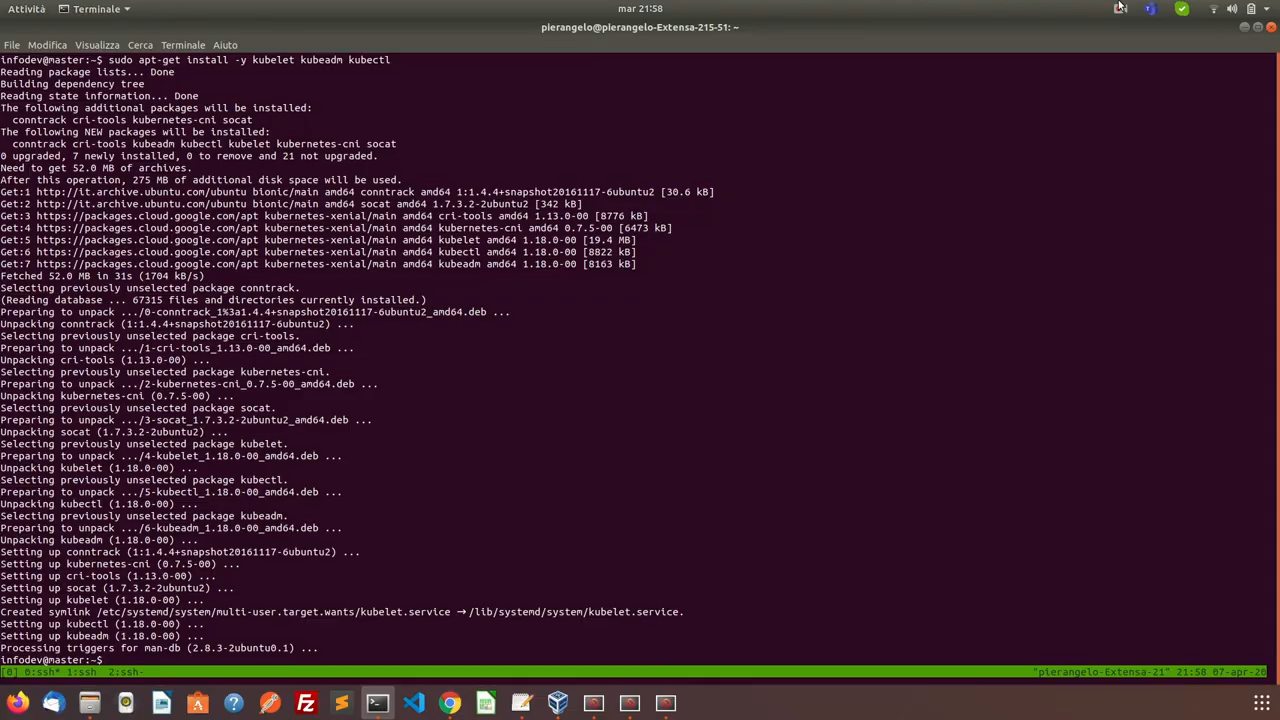 Attività Terminale mar 21:58
pierangelo@pierangelo-Extensa-215-51: ~
File Modifica Visualizza Cerca Terminale Aiuto
infodev@master:~$ sudo apt-get install -y kubelet kubeadm kubectl
Reading package lists... Done
Building dependency tree
Reading state information... Done
The following additional packages will be installed:
conntrack cri-tools kubernetes-cni socat
The following NEW packages will be installed:
conntrack cri-tools kubeadm kubectl kubelet kubernetes-cni socat
0 upgraded, 7 newly installed, 0 to remove and 21 not upgraded.
Need to get 52.0 MB of archives.
After this operation, 275 MB of additional disk space will be used.
Get:1 http://it.archive.ubuntu.com/ubuntu bionic/main amd64 conntrack amd64 1:1.4.4+snapshot20161117-6ubuntu2 [30.6 kB]
Get:2 http://it.archive.ubuntu.com/ubuntu bionic/main amd64 socat amd64 1.7.3.2-2ubuntu2 [342 kB]
Get:3 https://packages.cloud.google.com/apt kubernetes-xenial/main amd64 cri-tools amd64 1.13.0-00 [8776 kB]
Get:4 https://packages.cloud.google.com/apt kubernetes-xenial/main amd64 kubernetes-cni amd64 0.7.5-00 [6473 kB]
Get:5 https://packages.cloud.google.com/apt kubernetes-xenial/main amd64 kubelet amd64 1.18.0-00 [19.4 MB]
Get:6 https://packages.cloud.google.com/apt kubernetes-xenial/main amd64 kubectl amd64 1.18.0-00 [8822 kB]
Get:7 https://packages.cloud.google.com/apt kubernetes-xenial/main amd64 kubeadm amd64 1.18.0-00 [8163 kB]
Fetched 52.0 MB in 31s (1704 kB/s)
Selecting previously unselected package conntrack.
(Reading database ... 67315 files and directories currently installed.)
Preparing to unpack .../0-conntrack_1%3a1.4.4+snapshot20161117-6ubuntu2_amd64.deb ...
Unpacking conntrack (1:1.4.4+snapshot20161117-6ubuntu2) ...
Selecting previously unselected package cri-tools.
Preparing to unpack .../1-cri-tools_1.13.0-00_amd64.deb ...
Unpacking cri-tools (1.13.0-00) ...
Selecting previously unselected package kubernetes-cni.
Preparing to unpack .../2-kubernetes-cni_0.7.5-00_amd64.deb ...
Unpacking kubernetes-cni (0.7.5-00) ...
Selecting previously unselected package socat.
Preparing to unpack .../3-socat_1.7.3.2-2ubuntu2_amd64.deb ...
Unpacking socat (1.7.3.2-2ubuntu2) ...
Selecting previously unselected package kubelet.
Preparing to unpack .../4-kubelet_1.18.0-00_amd64.deb ...
Unpacking kubelet (1.18.0-00) ...
Selecting previously unselected package kubectl.
Preparing to unpack .../5-kubectl_1.18.0-00_amd64.deb ...
Unpacking kubectl (1.18.0-00) ...
Selecting previously unselected package kubeadm.
Preparing to unpack .../6-kubeadm_1.18.0-00_amd64.deb ...
Unpacking kubeadm (1.18.0-00) ...
Setting up conntrack (1:1.4.4+snapshot20161117-6ubuntu2) ...
Setting up kubernetes-cni (0.7.5-00) ...
Setting up cri-tools (1.13.0-00) ...
Setting up socat (1.7.3.2-2ubuntu2) ...
Setting up kubelet (1.18.0-00) ...
Created symlink /etc/systemd/system/multi-user.target.wants/kubelet.service → /lib/systemd/system/kubelet.service.
Setting up kubectl (1.18.0-00) ...
Setting up kubeadm (1.18.0-00) ...
Processing triggers for man-db (2.8.3-2ubuntu0.1) ...
infodev@master:~$
[0] 0:ssh* 1:ssh 2:ssh- "pierangelo-Extensa-21" 21:58 07-apr-20